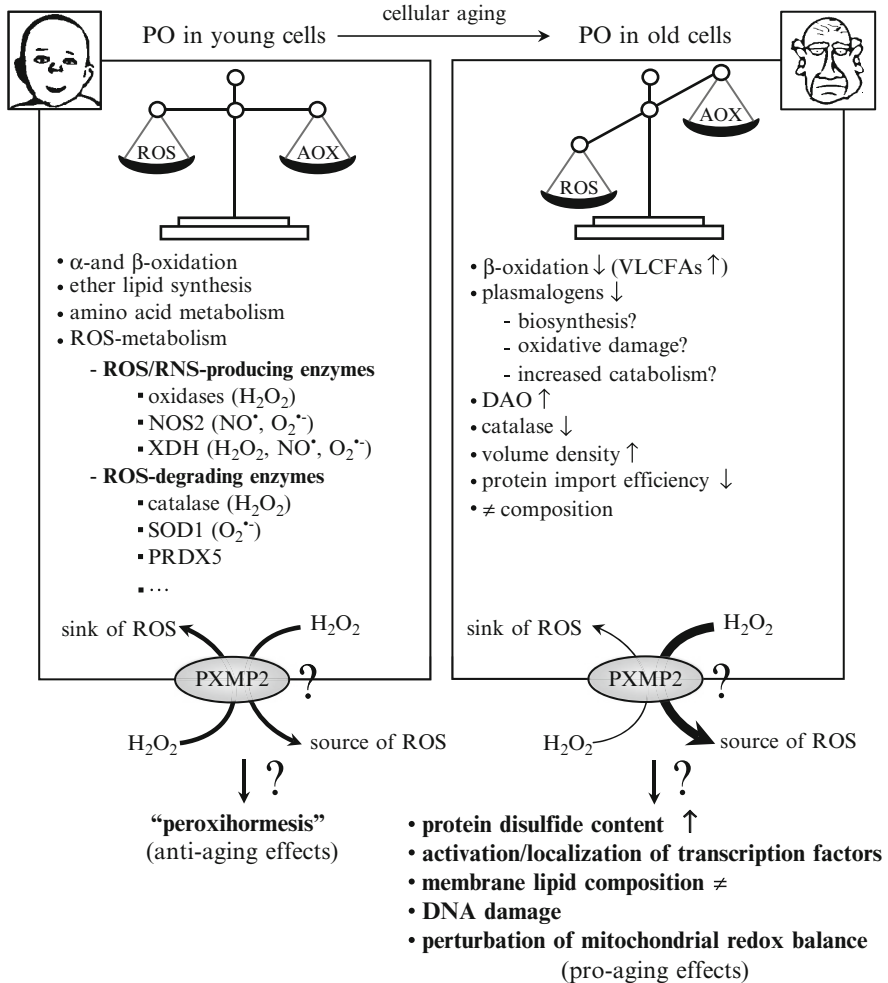 cellular aging
PO in young cells
PO in old cells
ROS
AOX
• α-and β-oxidation
• ether lipid synthesis
• amino acid metabolism
• ROS-metabolism
- ROS/RNS-producing enzymes
▪ oxidases (H₂O₂)
▪ NOS2 (NO•, O₂•-)
▪ XDH (H₂O₂, NO•, O₂•-)
- ROS-degrading enzymes
▪ catalase (H₂O₂)
▪ SOD1 (O₂•-)
▪ PRDX5
▪ ...
sink of ROS
H₂O₂
PXMP2
?
H₂O₂
source of ROS
?
“peroxihormesis”
(anti-aging effects)
AOX
ROS
• β-oxidation ↓ (VLCFAs ↑)
• plasmalogens ↓
- biosynthesis?
- oxidative damage?
- increased catabolism?
• DAO ↑
• catalase ↓
• volume density ↑
• protein import efficiency ↓
• ≠ composition
sink of ROS
H₂O₂
PXMP2
?
H₂O₂
source of ROS
?
• protein disulfide content ↑
• activation/localization of transcription factors
• membrane lipid composition ≠
• DNA damage
• perturbation of mitochondrial redox balance
(pro-aging effects)